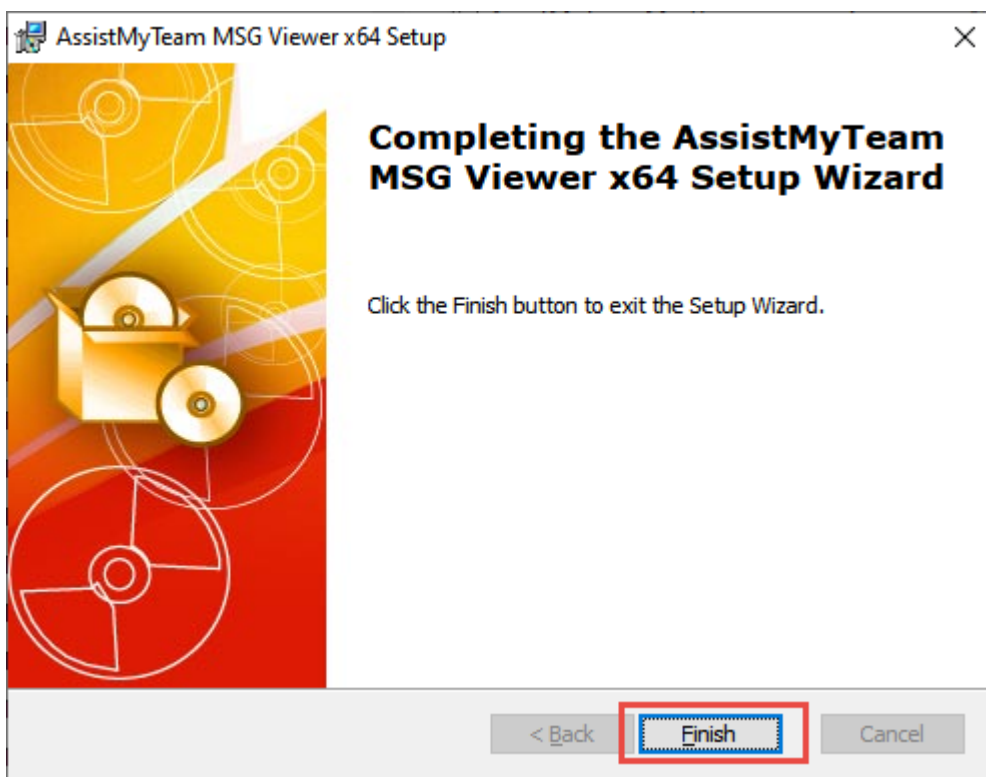 AssistMyTeam MSG Viewer x64 Setup
Completing the AssistMyTeam
MSG Viewer x64 Setup Wizard
Click the Finish button to exit the Setup Wizard.
< Back
Finish
Cancel